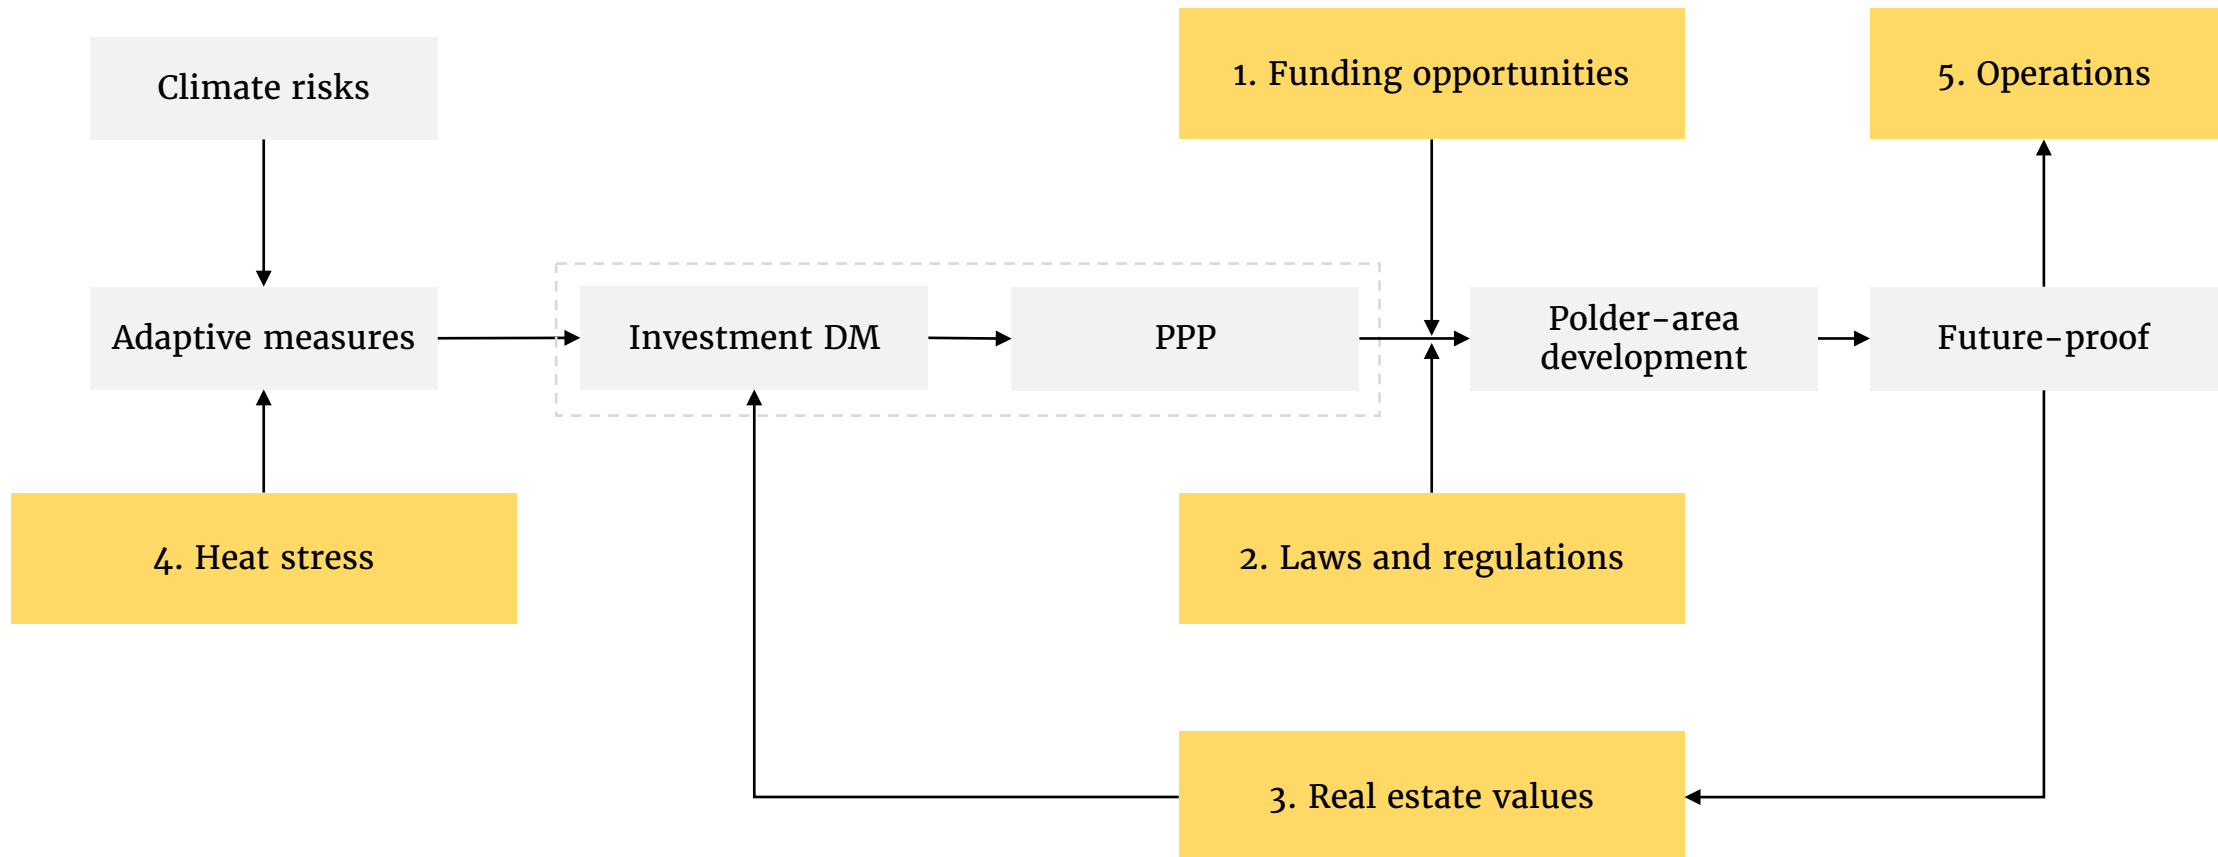 Climate risks
1. Funding opportunities
5. Operations
Adaptive measures
Investment DM
PPP
Polder-area
development
Future-proof
4. Heat stress
2. Laws and regulations
3. Real estate values